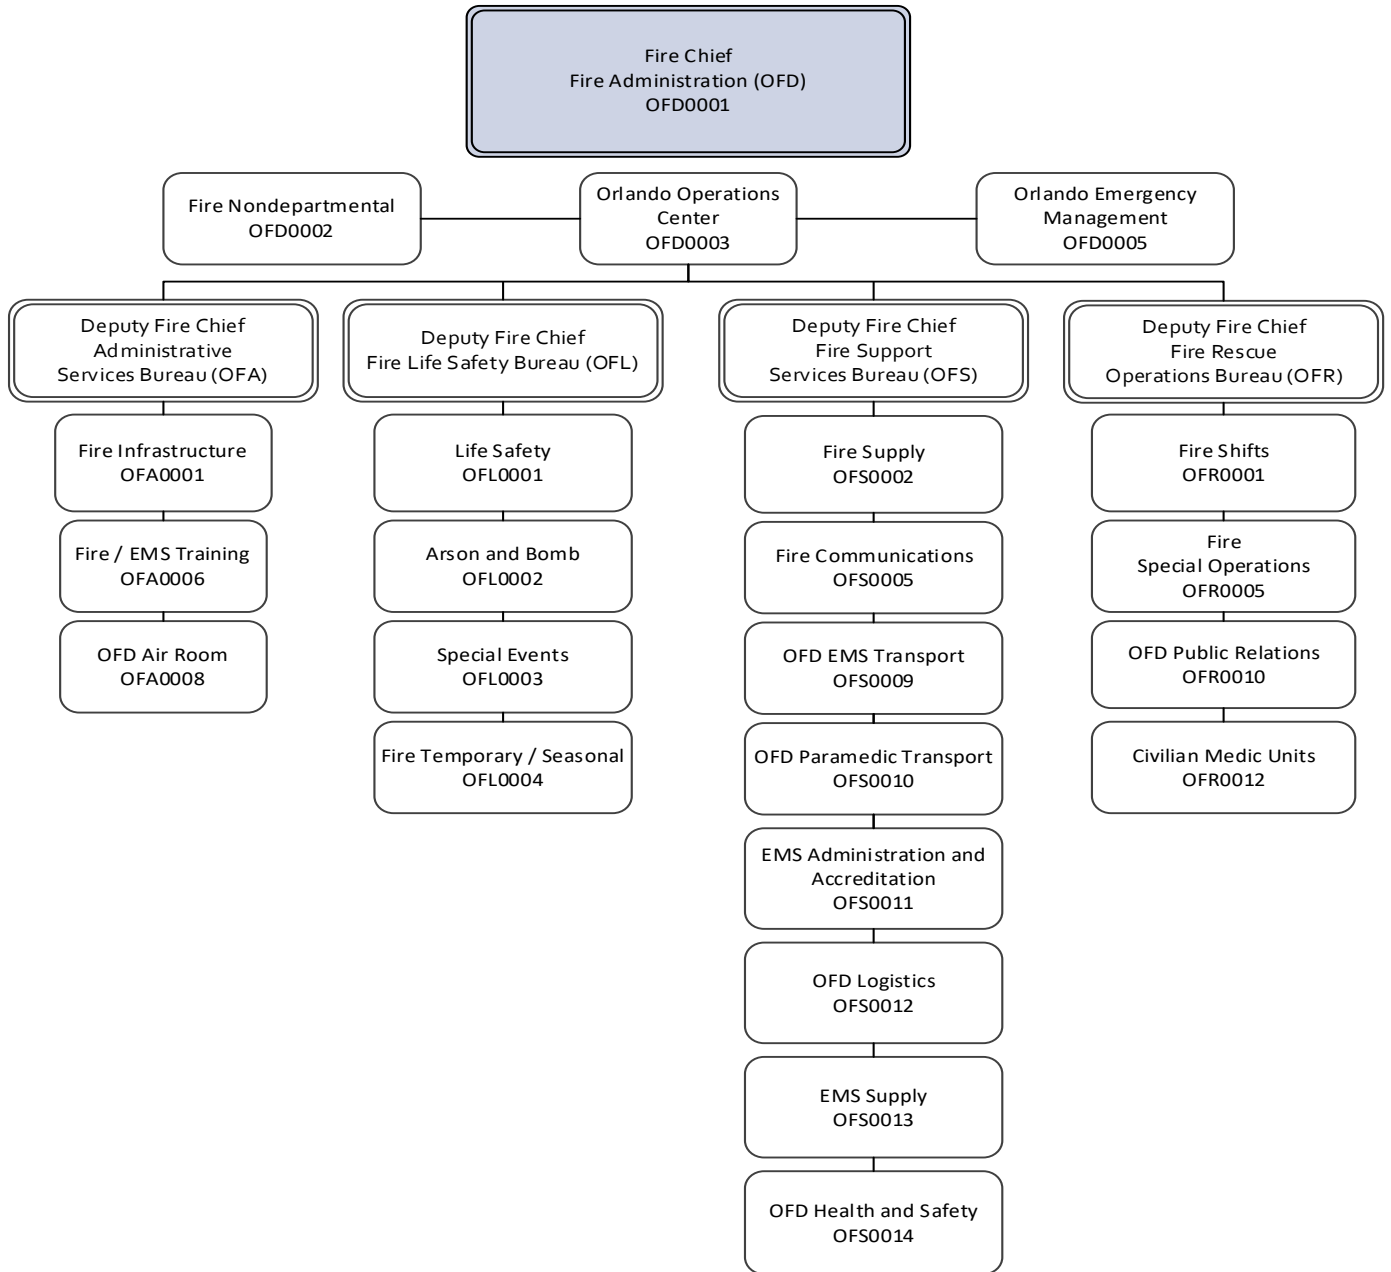 Fire Chief
Fire Administration (OFD)
OFD0001
Fire Nondepartmental
OFD0002
Orlando Operations
Center
OFD0003
Orlando Emergency
Management
OFD0005
Deputy Fire Chief
Administrative
Services Bureau (OFA)
Deputy Fire Chief
Fire Life Safety Bureau (OFL)
Deputy Fire Chief
Fire Support
Services Bureau (OFS)
Deputy Fire Chief
Fire Rescue
Operations Bureau (OFR)
Fire Infrastructure
OFA0001
Fire / EMS Training
OFA0006
OFD Air Room
OFA0008
Life Safety
OFL0001
Arson and Bomb
OFL0002
Special Events
OFL0003
Fire Temporary / Seasonal
OFL0004
Fire Supply
OFS0002
Fire Communications
OFS0005
OFD EMS Transport
OFS0009
OFD Paramedic Transport
OFS0010
EMS Administration and
Accreditation
OFS0011
OFD Logistics
OFS0012
EMS Supply
OFS0013
OFD Health and Safety
OFS0014
Fire Shifts
OFR0001
Fire
Special Operations
OFR0005
OFD Public Relations
OFR0010
Civilian Medic Units
OFR0012